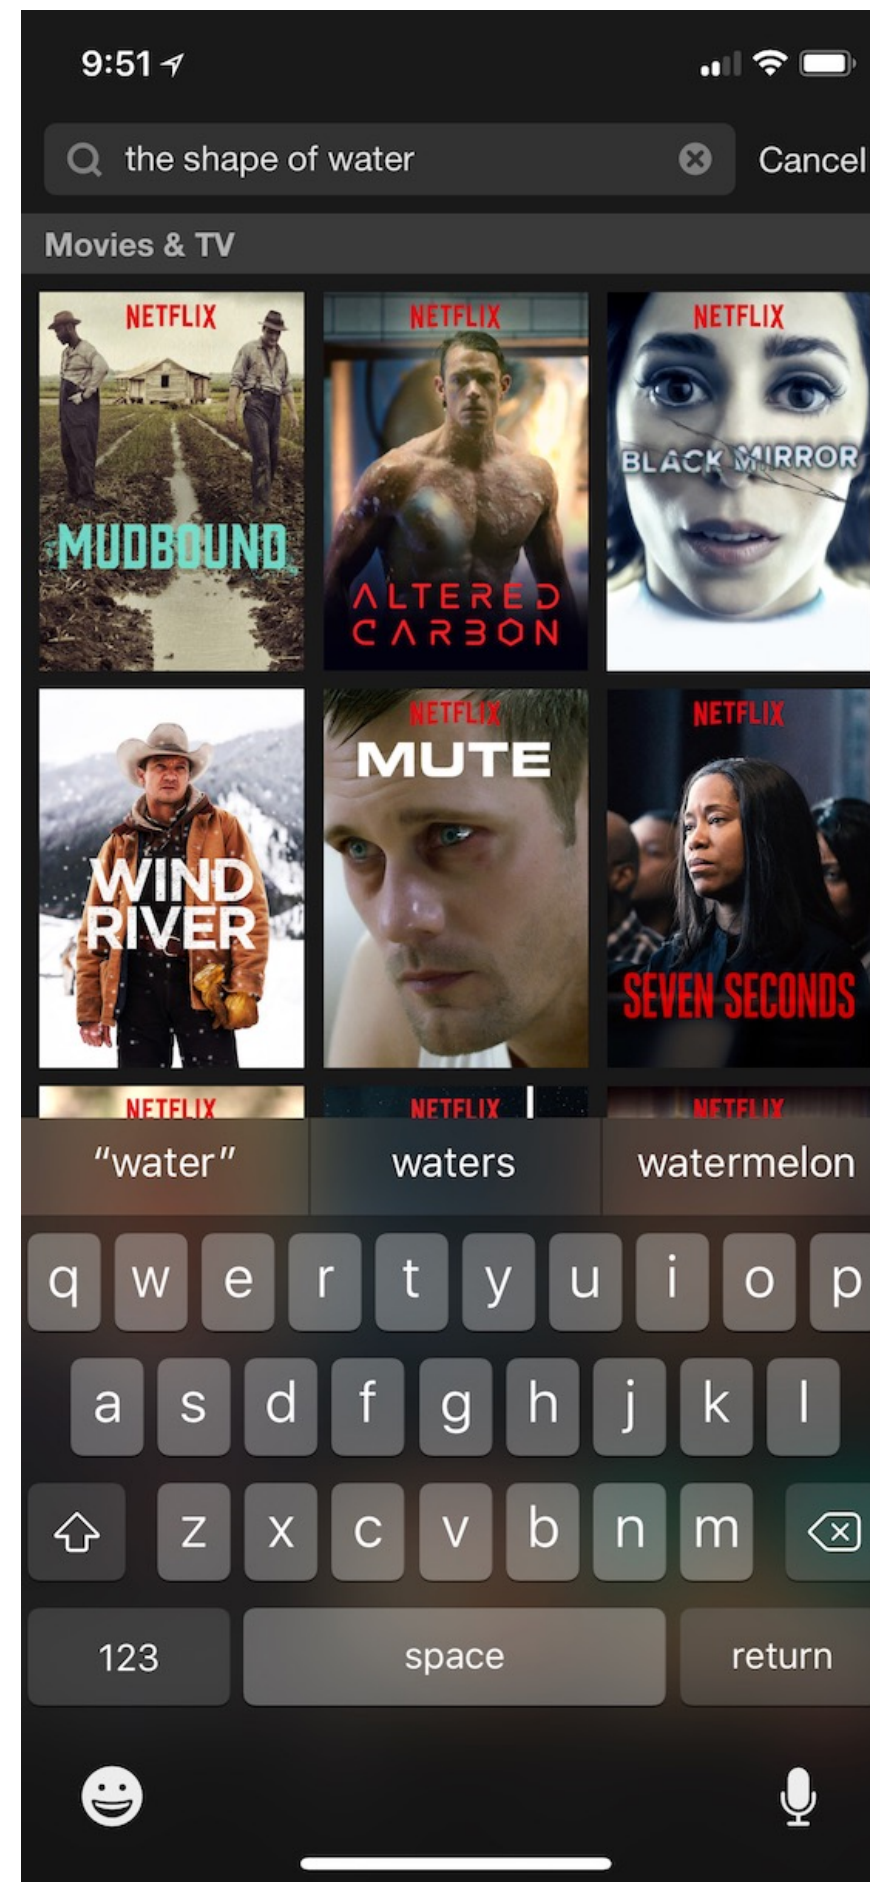 9:51
the shape of water
Cancel
Movies & TV
NETFLIX
MUDBOUND
NETFLIX
ALTERED
CARBON
NETFLIX
BLACK MIRROR
WIND
RIVER
NETFLIX
MUTE
NETFLIX
SEVEN SECONDS
NETFLIX
NETFLIX
NETFLIX
“water” waters watermelon
q w e r t y u i o p
a s d f g h j k l
z x c v b n m
123 space return